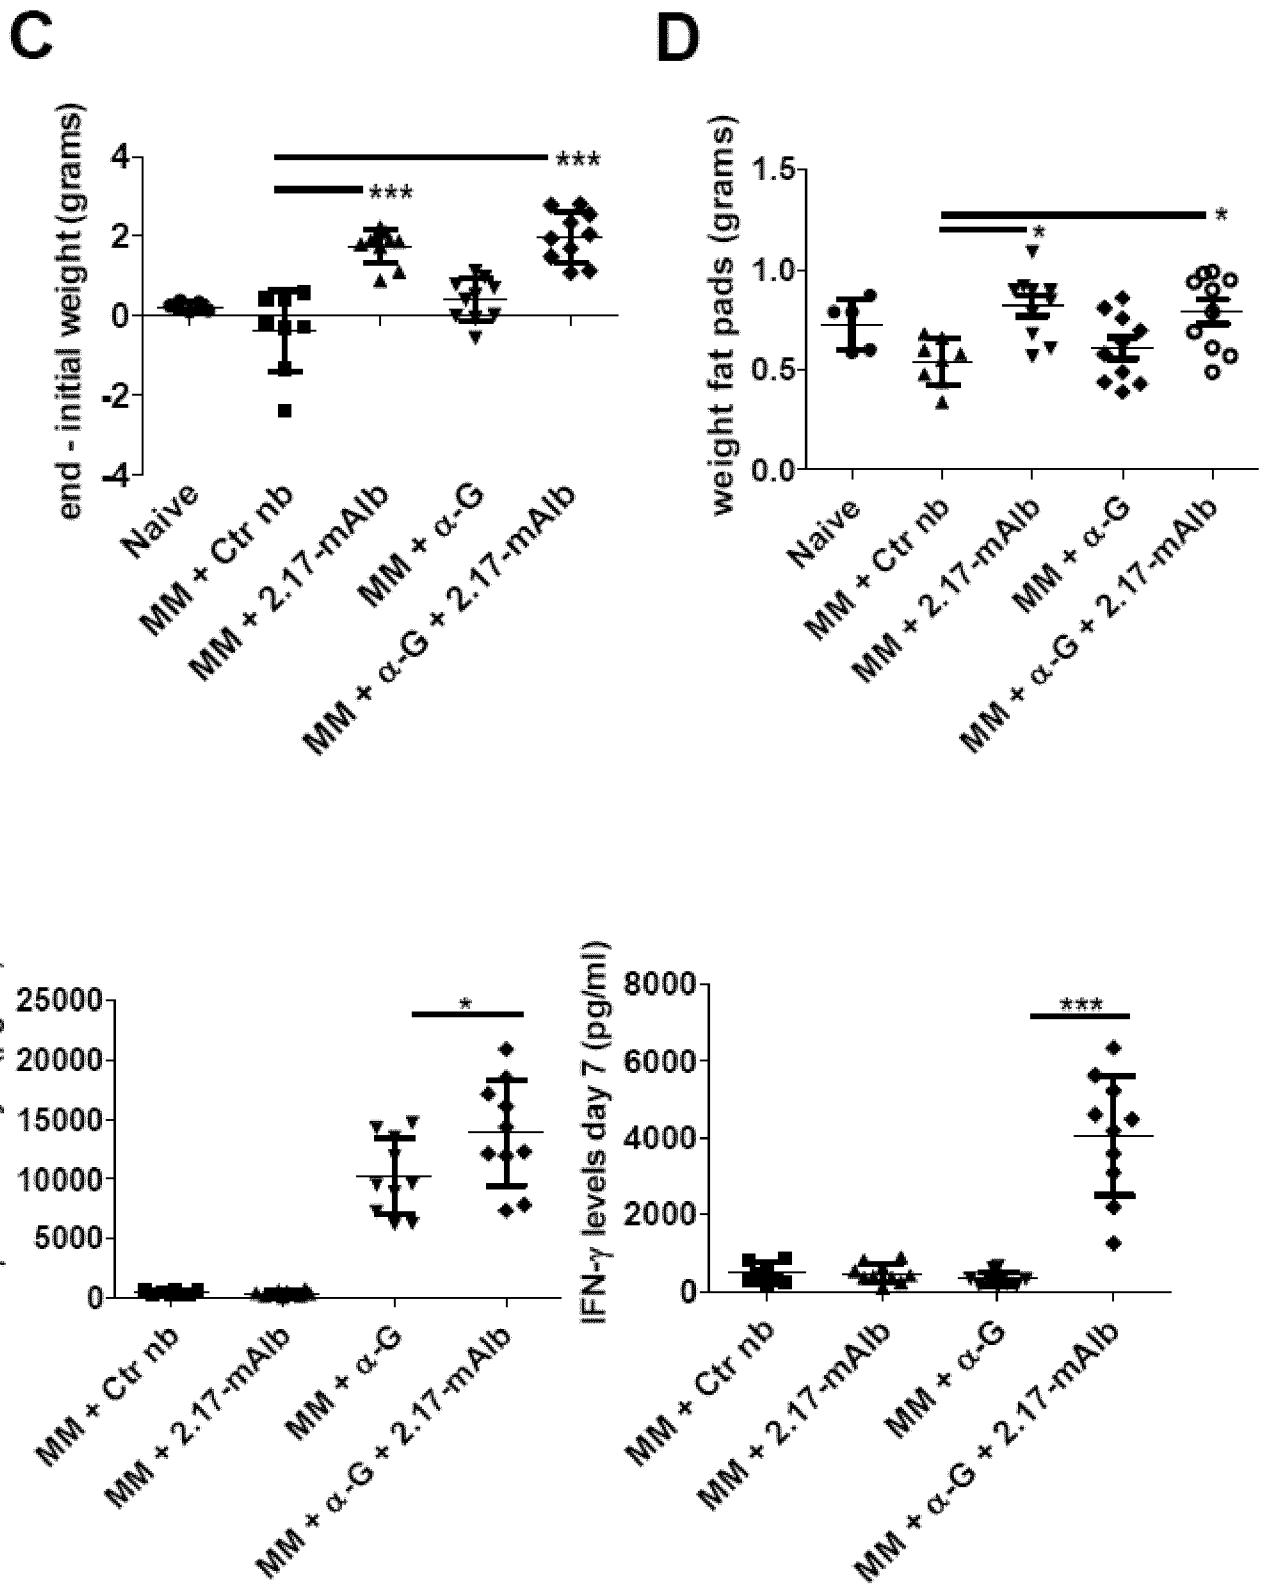 C
D
end - initial weight (grams)
4
2
0
-2
-4
***
***
Naive
MM + Ctr nb
MM + 2.17-mAlb
MM + α-G
MM + α-G + 2.17-mAlb
weight fat pads (grams)
1.5
1.0
0.5
0.0
*
*
Naive
MM + Ctr nb
MM + 2.17-mAlb
MM + α-G
MM + α-G + 2.17-mAlb
25000
20000
15000
10000
5000
0
*
MM + Ctr nb
MM + 2.17-mAlb
MM + α-G
MM + α-G + 2.17-mAlb
IFN-γ levels day 7 (pg/ml)
8000
6000
4000
2000
0
***
MM + Ctr nb
MM + 2.17-mAlb
MM + α-G
MM + α-G + 2.17-mAlb